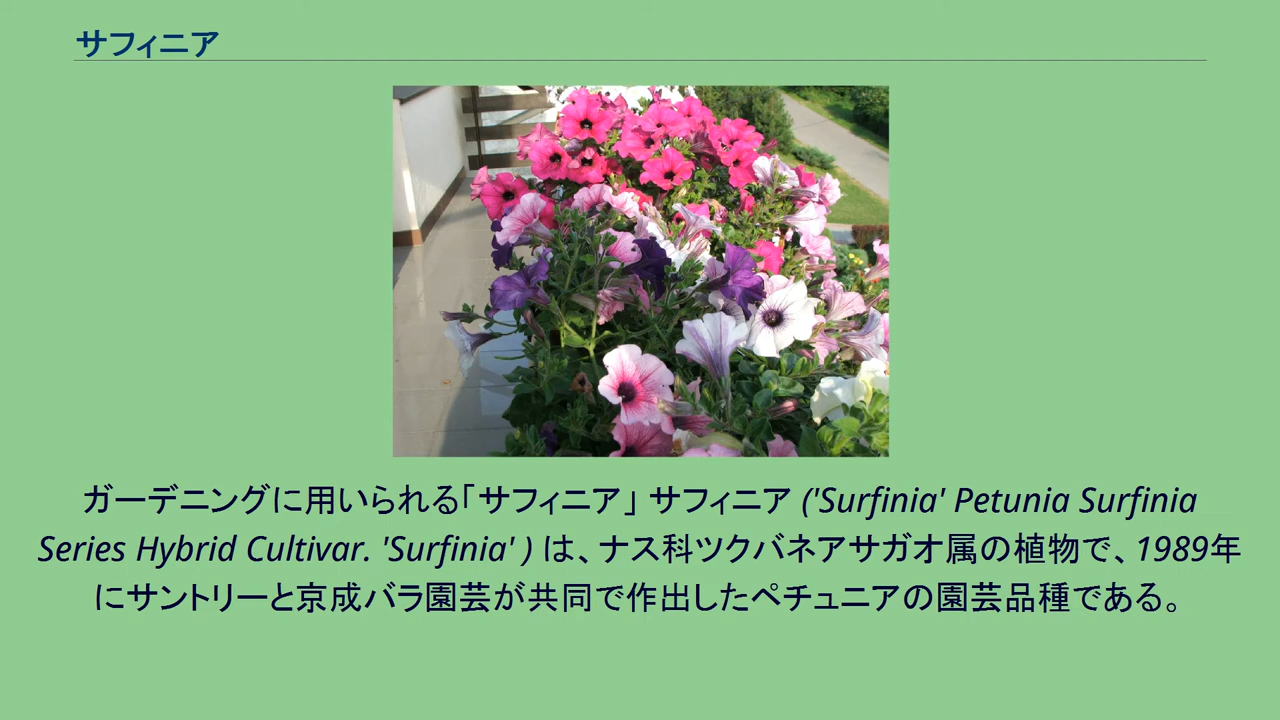 サフィニア
ガーデニングに用いられる「サフィニア」 サフィニア ('Surfinia' Petunia Surfinia
Series Hybrid Cultivar. 'Surfinia' ) は、ナス科ツクバネアサガオ属の植物で、1989年
にサントリーと京成バラ園芸が共同で作出したペチュニアの園芸品種である。